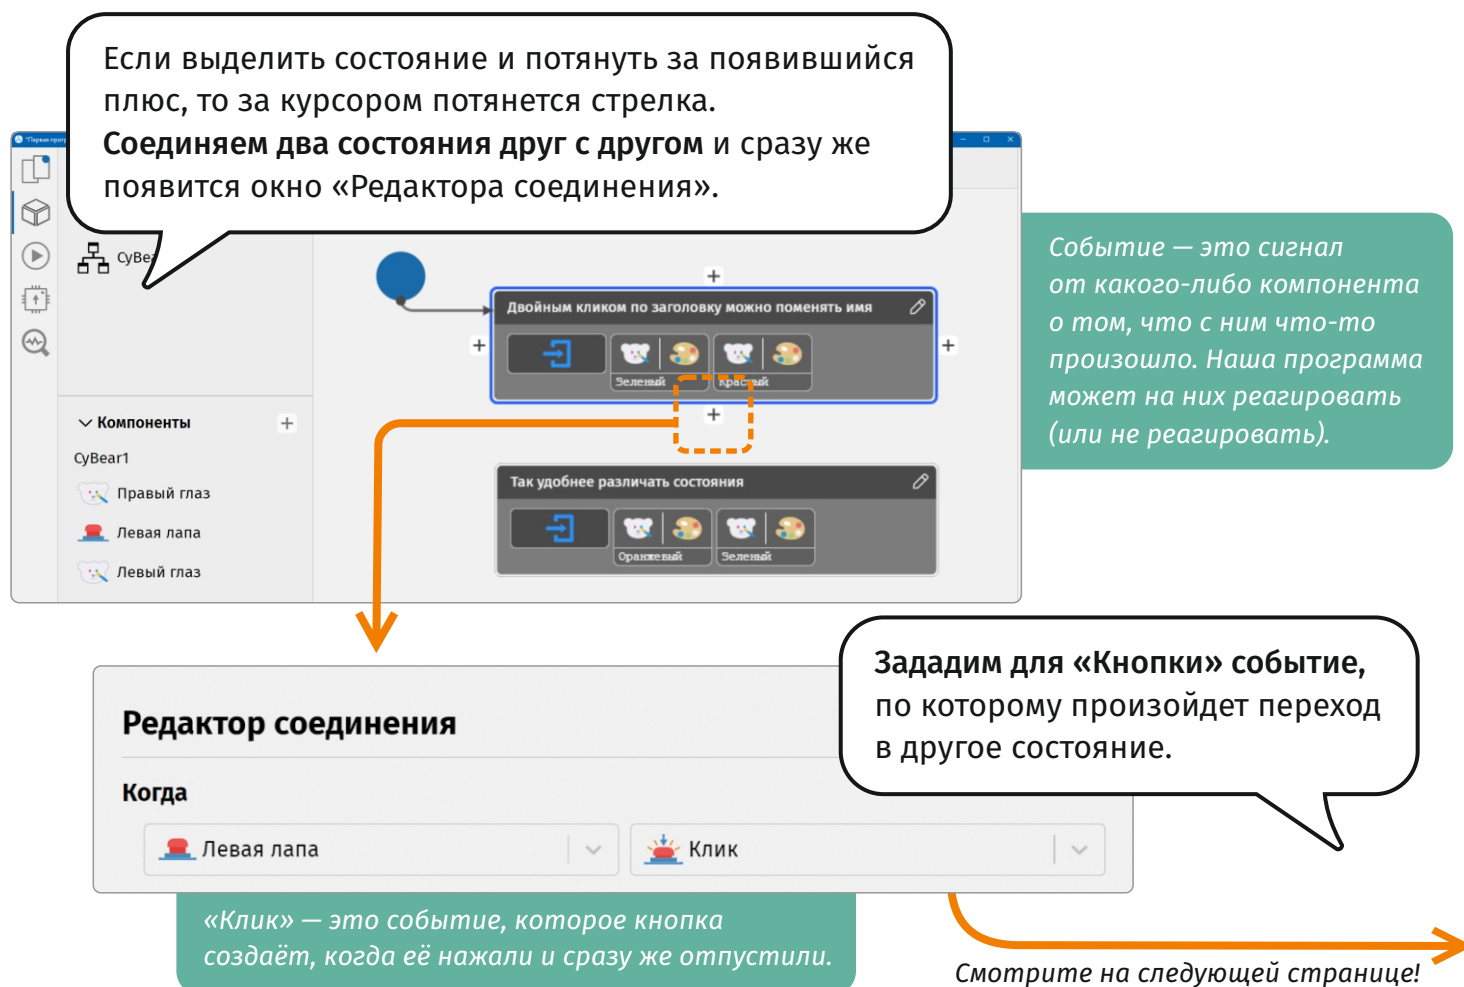 Если выделить состояние и потянуть за появившийся
плюс, то за курсором потянется стрелка.
Соединяем два состояния друг с другом и сразу же
появится окно «Редактора соединения».
Событие — это сигнал
от какого-либо компонента
о том, что с ним что-то
произошло. Наша программа
может на них реагировать
(или не реагировать).
Двойным кликом по заголовку можно поменять имя
Зеленый
Красный
Компоненты
CyBear1
Правый глаз
Левая лапа
Левый глаз
Так удобнее различать состояния
Оранжевый
Зеленый
Зададим для «Кнопки» событие,
по которому произойдет переход
в другое состояние.
Редактор соединения
Когда
Левая лапа
Клик
«Клик» — это событие, которое кнопка
создаёт, когда её нажали и сразу же отпустили.
Смотрите на следующей странице!